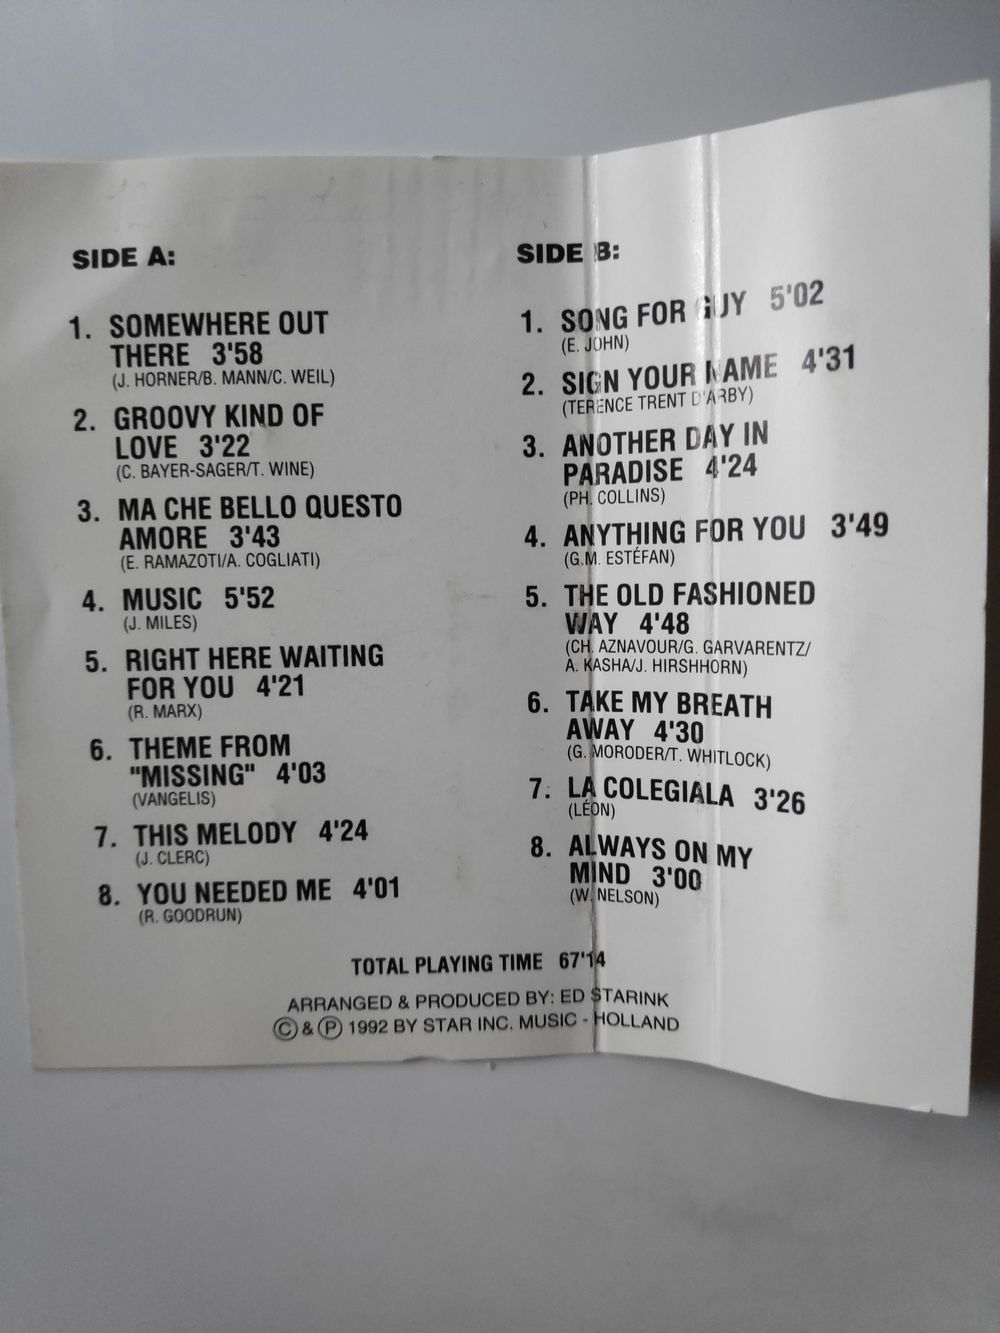 SIDE A:
1. SOMEWHERE OUT
THERE 3'58
(J. HORNER/B. MANN/C. WEIL)
2. GROOVY KIND OF
LOVE 3'22
(C. BAYER-SAGER/T. WINE)
3. MA CHE BELLO QUESTO
AMORE 3'43
(E. RAMAZOTI/A. COGLIATI)
4. MUSIC 5'52
(J. MILES)
5. RIGHT HERE WAITING
FOR YOU 4'21
(R. MARX)
6. THEME FROM
"MISSING" 4'03
(VANGELIS)
7. THIS MELODY 4'24
(J. CLERC)
8. YOU NEEDED ME 4'01
(R. GOODRUN)
SIDE B:
1. SONG FOR GUY 5'02
(E. JOHN)
2. SIGN YOUR NAME 4'31
(TERENCE TRENT D'ARBY)
3. ANOTHER DAY IN
PARADISE 4'24
(PH. COLLINS)
4. ANYTHING FOR YOU 3'49
(G.M. ESTÉFAN)
5. THE OLD FASHIONED
WAY 4'48
(CH. AZNAVOUR/G. GARVARENTZ/
A. KASHA/J. HIRSHHORN)
6. TAKE MY BREATH
AWAY 4'30
(G. MORODER/T. WHITLOCK)
7. LA COLEGIALA 3'26
(LÉON)
8. ALWAYS ON MY
MIND 3'00
(W. NELSON)
TOTAL PLAYING TIME 67'14
ARRANGED & PRODUCED BY: ED STARINK
© & ℗ 1992 BY STAR INC. MUSIC - HOLLAND